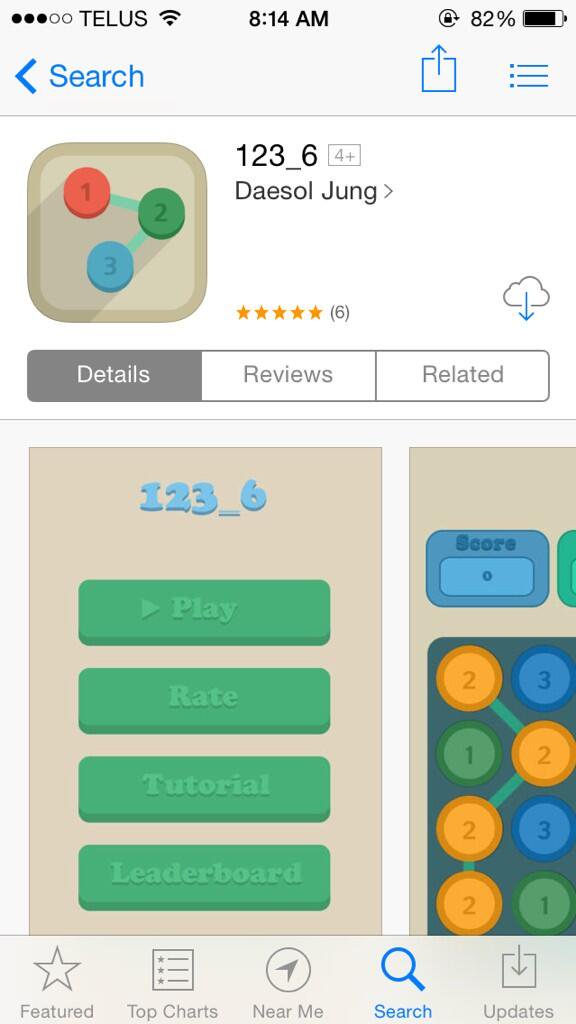 TELUS 8:14 AM 82%
Search
123_6 4+
Daesol Jung
(6)
1
2
3
Details Reviews Related
123_6
Play
Rate
Tutorial
Leaderboard
Score
0
2 3
1 2
2 3
2 1
Featured Top Charts Near Me Search Updates